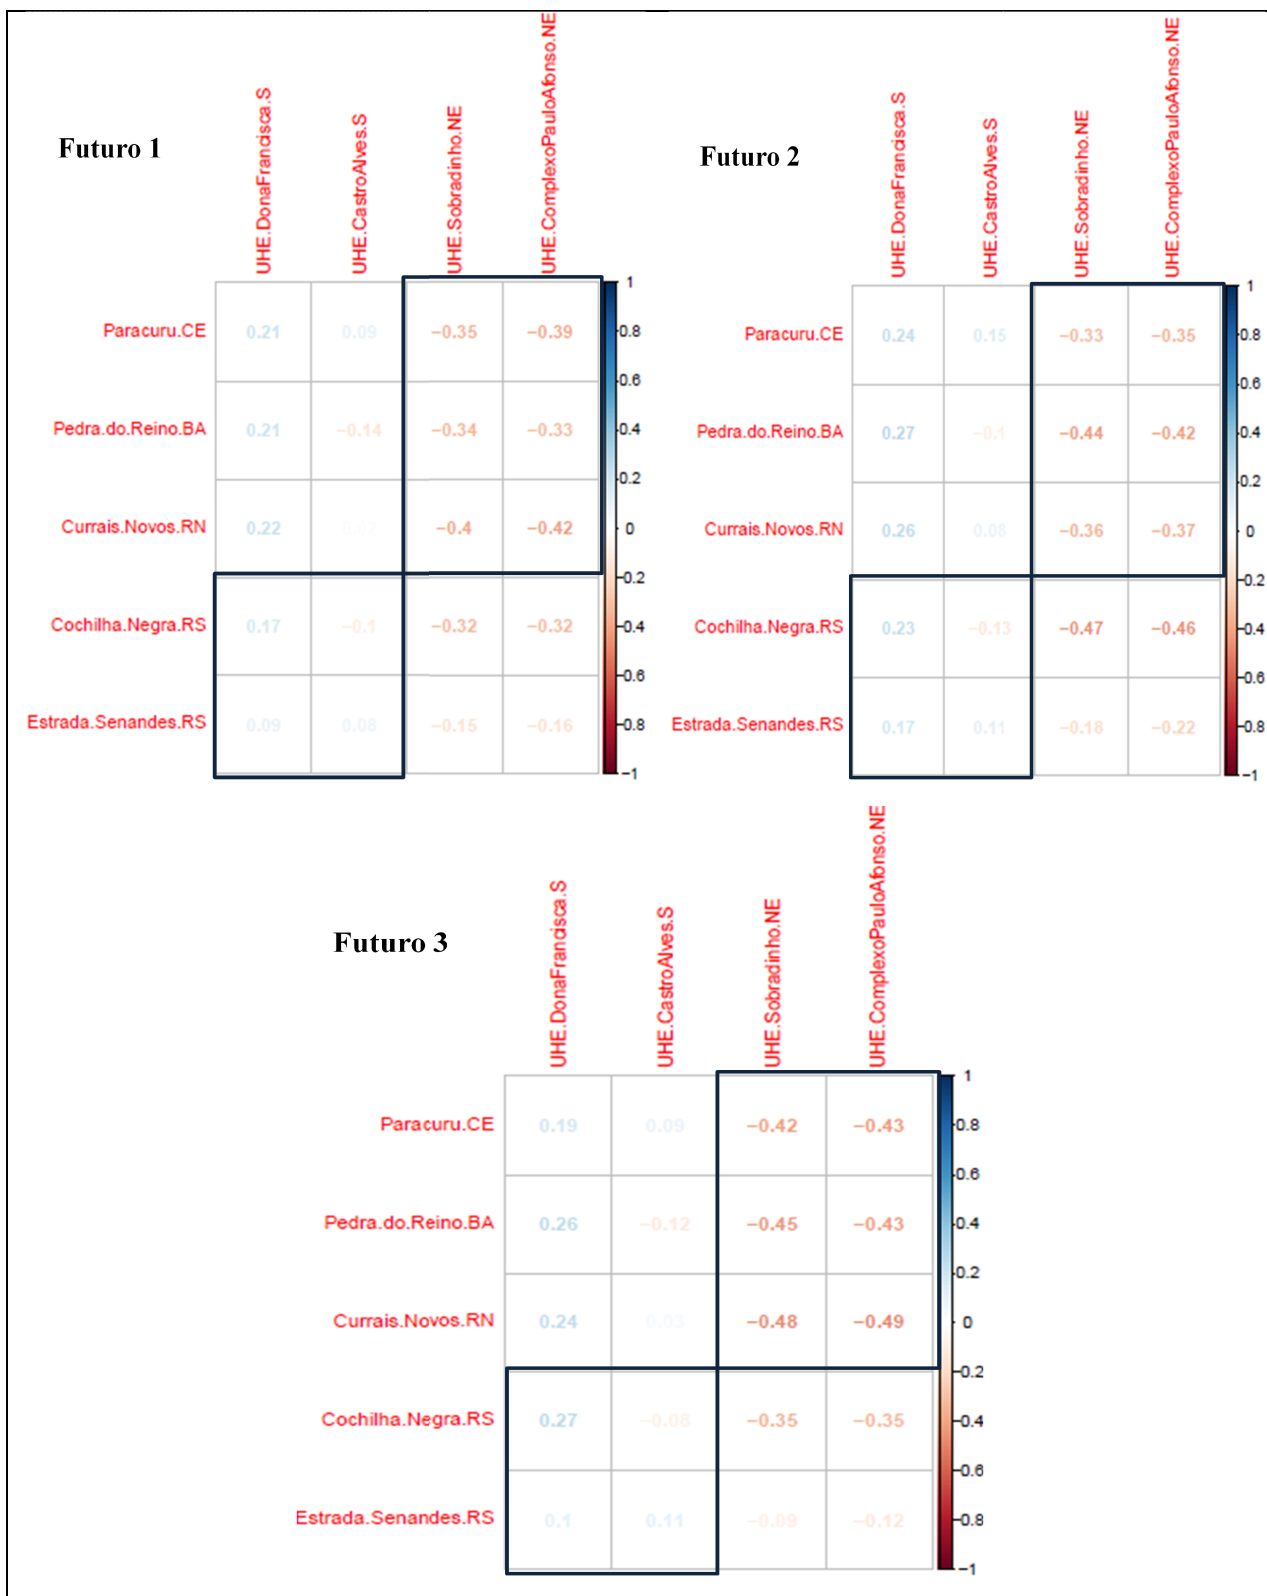 Futuro 1
UHE.DonaFrancisca.S
UHE.CastroAlves.S
UHE.Sobradinho.NE
UHE.ComplexoPauloAfonso.NE
Paracuru.CE 0.21 0.09 −0.35 −0.39
Pedra.do.Reino.BA 0.21 −0.14 −0.34 −0.33
Currais.Novos.RN 0.22 −0.4 −0.42
Cochilha.Negra.RS 0.17 −0.1 −0.32 −0.32
Estrada.Senandes.RS 0.09 0.08 −0.15 −0.16
1
0.8
0.6
0.4
0.2
0
−0.2
−0.4
−0.6
−0.8
−1
Futuro 2
UHE.DonaFrancisca.S
UHE.CastroAlves.S
UHE.Sobradinho.NE
UHE.ComplexoPauloAfonso.NE
Paracuru.CE 0.24 0.15 −0.33 −0.35
Pedra.do.Reino.BA 0.27 −0.1 −0.44 −0.42
Currais.Novos.RN 0.26 0.08 −0.36 −0.37
Cochilha.Negra.RS 0.23 −0.13 −0.47 −0.46
Estrada.Senandes.RS 0.17 0.11 −0.18 −0.22
1
0.8
0.6
0.4
0.2
0
−0.2
−0.4
−0.6
−0.8
−1
Futuro 3
UHE.DonaFrancisca.S
UHE.CastroAlves.S
UHE.Sobradinho.NE
UHE.ComplexoPauloAfonso.NE
Paracuru.CE 0.19 0.09 −0.42 −0.43
Pedra.do.Reino.BA 0.26 −0.12 −0.45 −0.43
Currais.Novos.RN 0.24 0.03 −0.48 −0.49
Cochilha.Negra.RS 0.27 −0.08 −0.35 −0.35
Estrada.Senandes.RS 0.1 0.11 −0.09 −0.12
1
0.8
0.6
0.4
0.2
0
−0.2
−0.4
−0.6
−0.8
−1